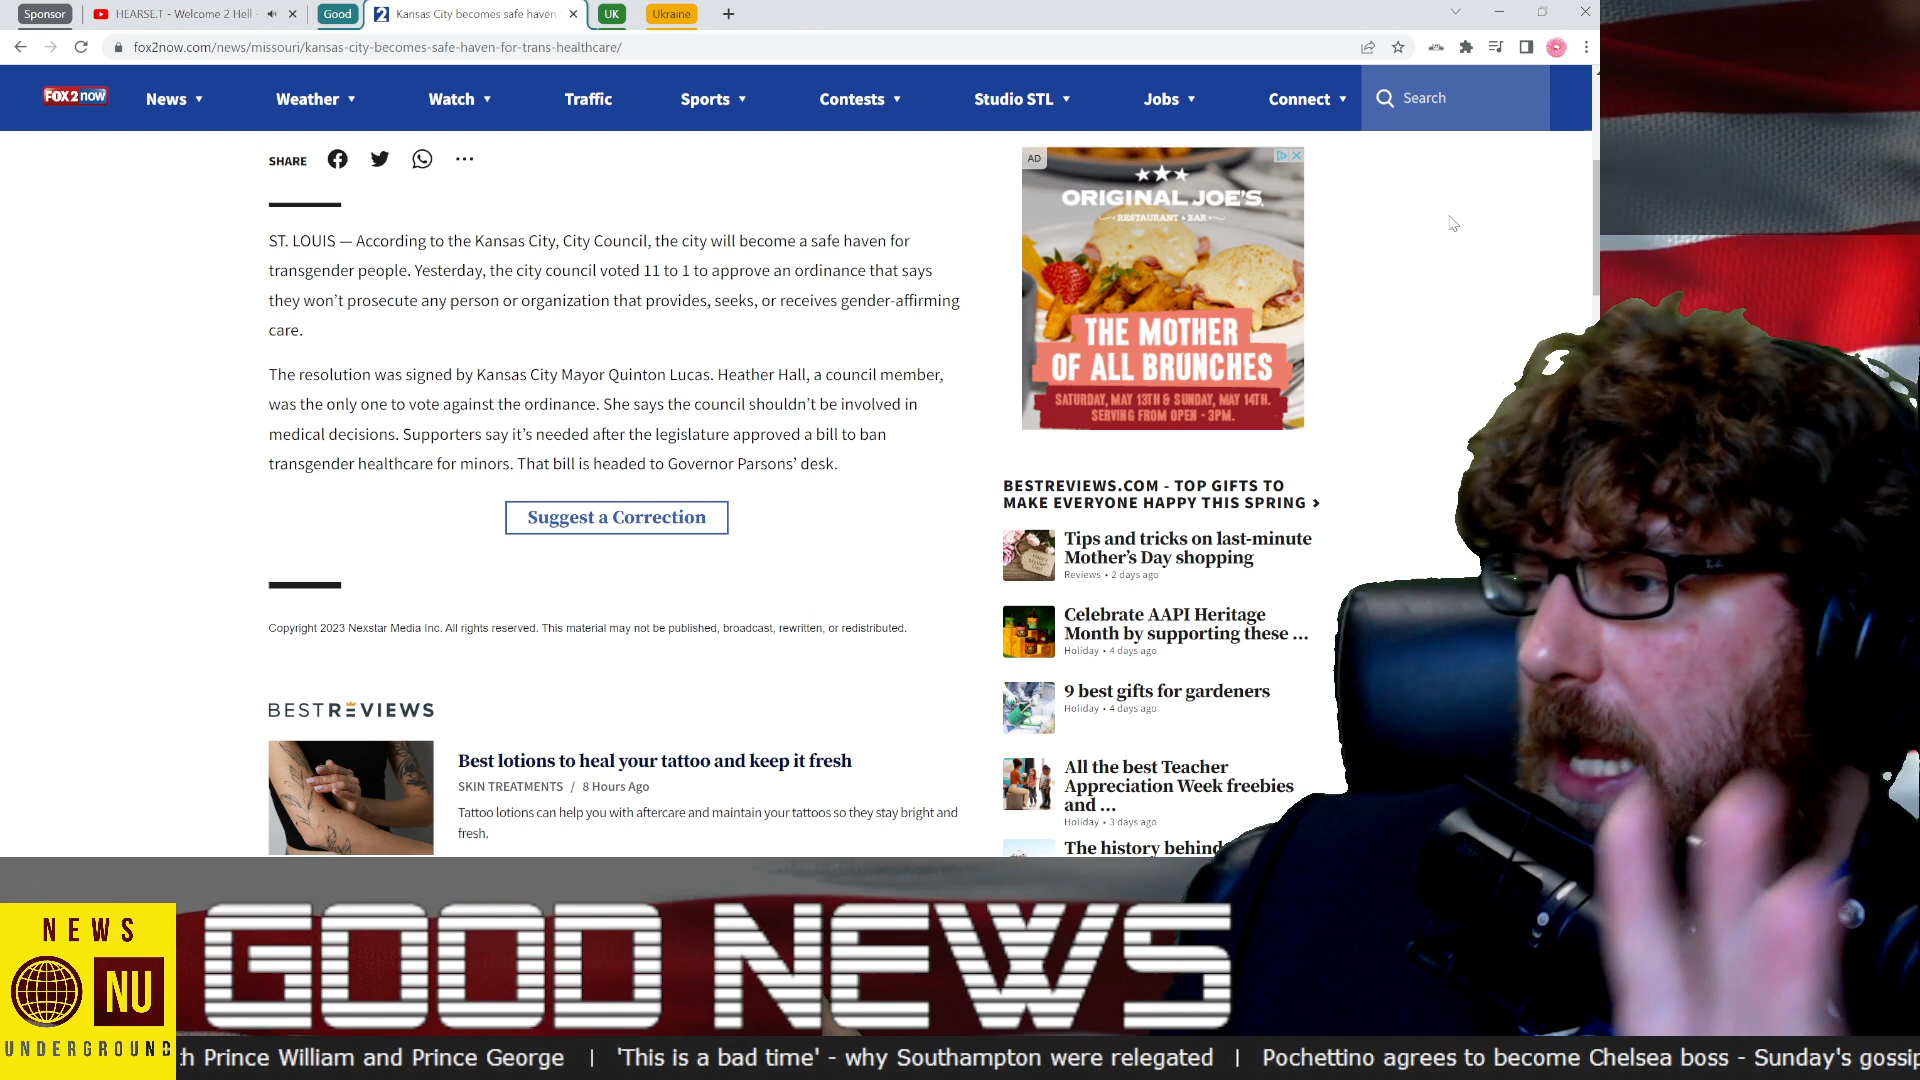 Sponsor
HEARSE.T - Welcome 2 Hell -
Good
Kansas City becomes safe haven
UK
Ukraine
fox2now.com/news/missouri/kansas-city-becomes-safe-haven-for-trans-healthcare/
FOX 2 now
News
Weather
Watch
Traffic
Sports
Contests
Studio STL
Jobs
Connect
Search
SHARE
ST. LOUIS — According to the Kansas City, City Council, the city will become a safe haven for
transgender people. Yesterday, the city council voted 11 to 1 to approve an ordinance that says
they won't prosecute any person or organization that provides, seeks, or receives gender-affirming
care.
The resolution was signed by Kansas City Mayor Quinton Lucas. Heather Hall, a council member,
was the only one to vote against the ordinance. She says the council shouldn't be involved in
medical decisions. Supporters say it's needed after the legislature approved a bill to ban
transgender healthcare for minors. That bill is headed to Governor Parsons' desk.
Suggest a Correction
Copyright 2023 Nexstar Media Inc. All rights reserved. This material may not be published, broadcast, rewritten, or redistributed.
BESTREVIEWS
Best lotions to heal your tattoo and keep it fresh
SKIN TREATMENTS / 8 Hours Ago
Tattoo lotions can help you with aftercare and maintain your tattoos so they stay bright and
fresh.
AD
ORIGINAL JOE'S
RESTAURANT BAR
THE MOTHER
OF ALL BRUNCHES
SATURDAY, MAY 13TH & SUNDAY, MAY 14TH.
SERVING FROM OPEN - 3PM.
BESTREVIEWS.COM - TOP GIFTS TO
MAKE EVERYONE HAPPY THIS SPRING >
Tips and tricks on last-minute
Mother's Day shopping
Reviews • 2 days ago
Celebrate AAPI Heritage
Month by supporting these ...
Holiday • 4 days ago
9 best gifts for gardeners
Holiday • 4 days ago
All the best Teacher
Appreciation Week freebies
and ...
Holiday • 3 days ago
The history behind
NEWS
NU
UNDERGROUND
GOOD NEWS
h Prince William and Prince George | 'This is a bad time' - why Southampton were relegated | Pochettino agrees to become Chelsea boss - Sunday's gossip